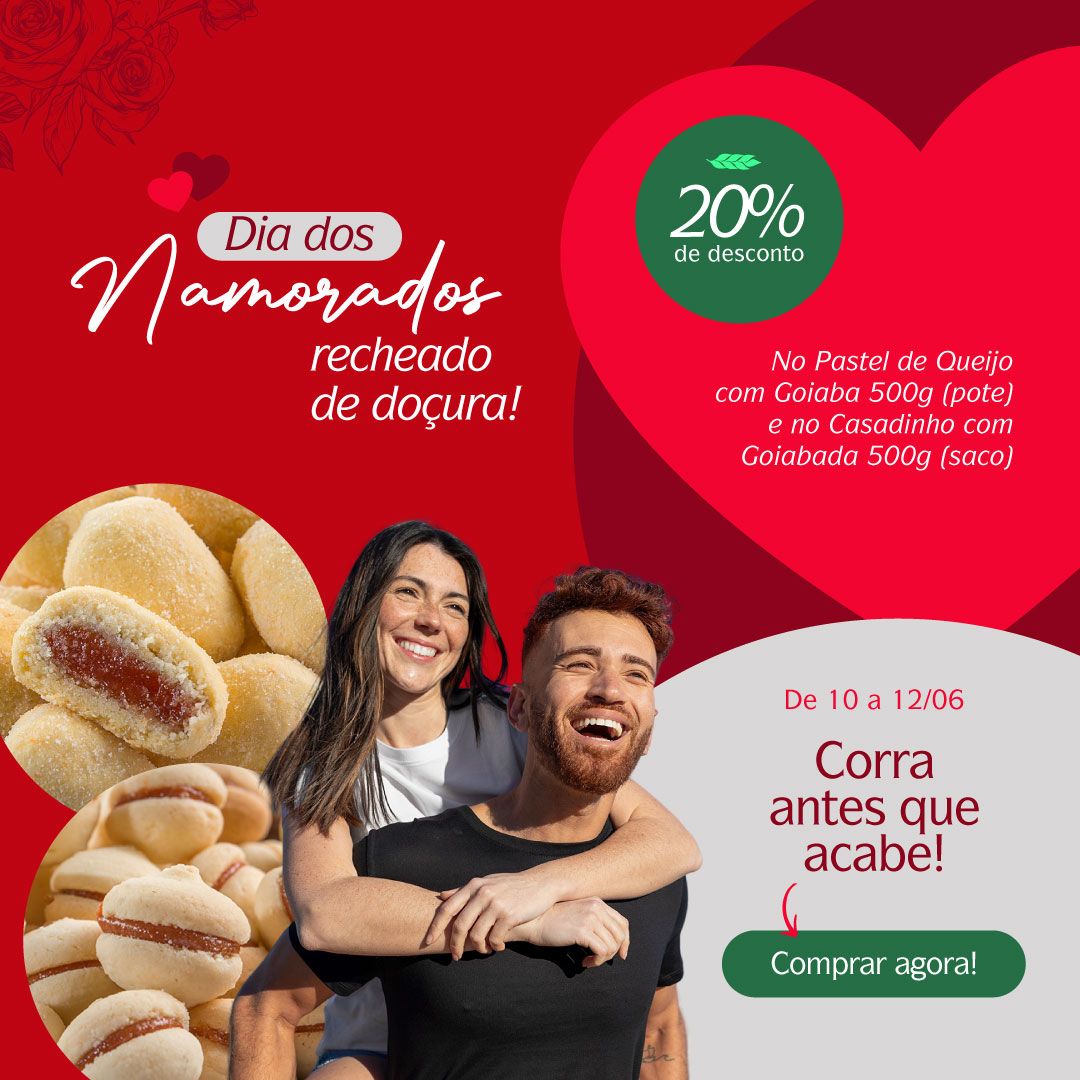 Dia dos
Namorados
recheado
de doçura!
20%
de desconto
No Pastel de Queijo
com Goiaba 500g (pote)
e no Casadinho com
Goiabada 500g (saco)
De 10 a 12/06
Corra
antes que
acabe!
Comprar agora!